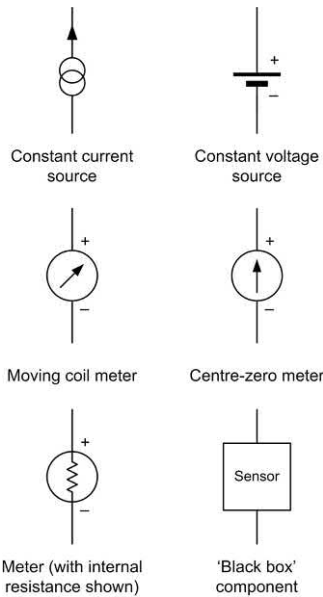 +
−
Constant current
source
Constant voltage
source
+
−
+
−
Moving coil meter
Centre-zero meter
+
−
Sensor
Meter (with internal
resistance shown)
‘Black box’
component